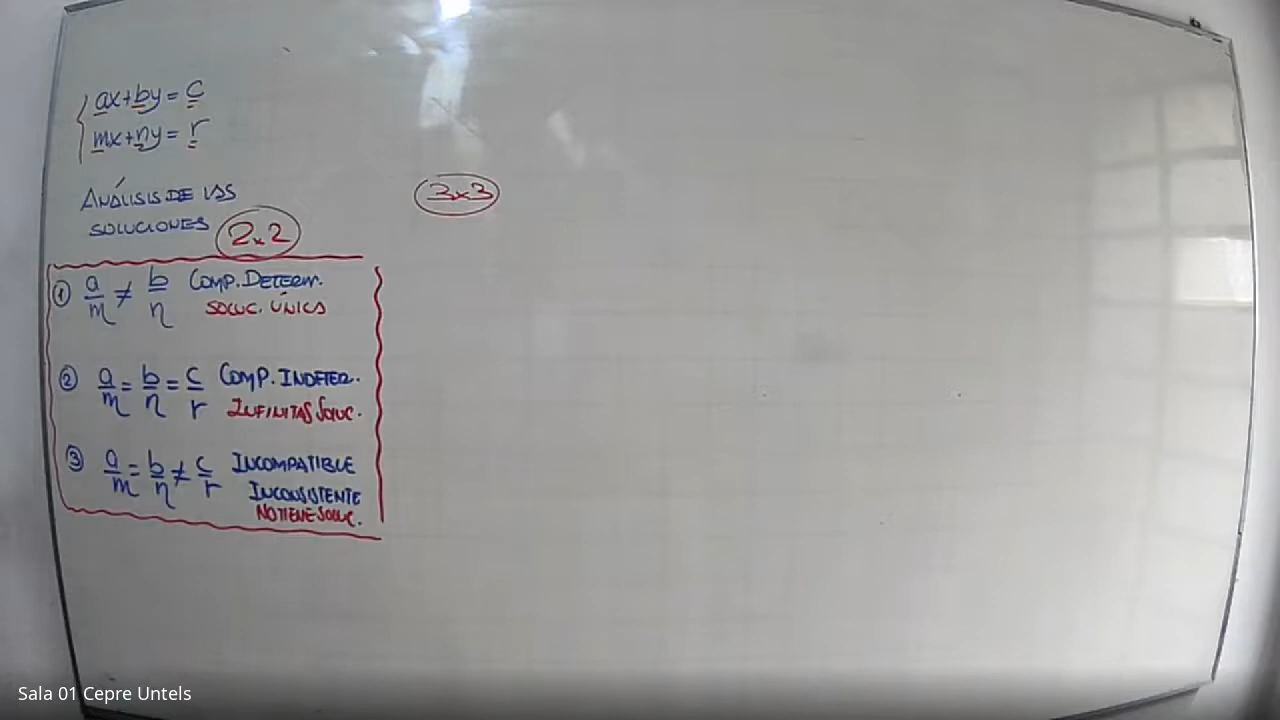 ax+by = c
mx+ny = r
ANÁLISIS DE LAS
SOLUCIONES 2x2
3x3
① a/m ≠ b/n COMP. DETERM.
SOLUC. ÚNICA
② a/m = b/n = c/r COMP. INDETER.
INFINITAS SOLUC.
③ a/m = b/n ≠ c/r INCOMPATIBLE
INCONSISTENTE
NO TIENE SOLUC.
Sala 01 Cepre Untels